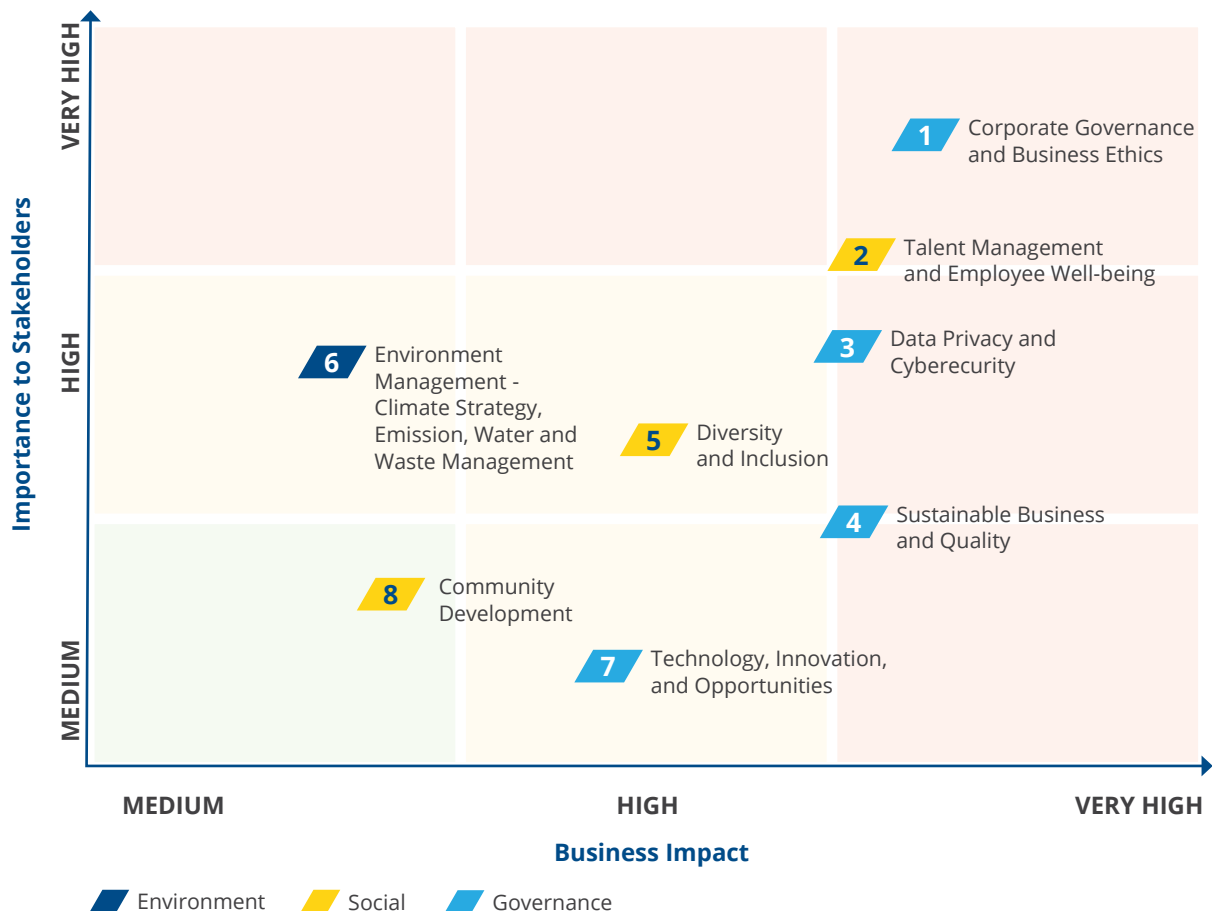 VERY HIGH
HIGH
MEDIUM
Importance to Stakeholders
1
Corporate Governance
and Business Ethics
2
Talent Management
and Employee Well-being
3
Data Privacy and
Cyberecurity
6
Environment
Management -
Climate Strategy,
Emission, Water and
Waste Management
5
Diversity
and Inclusion
4
Sustainable Business
and Quality
8
Community
Development
7
Technology, Innovation,
and Opportunities
MEDIUM
HIGH
VERY HIGH
Business Impact
Environment
Social
Governance